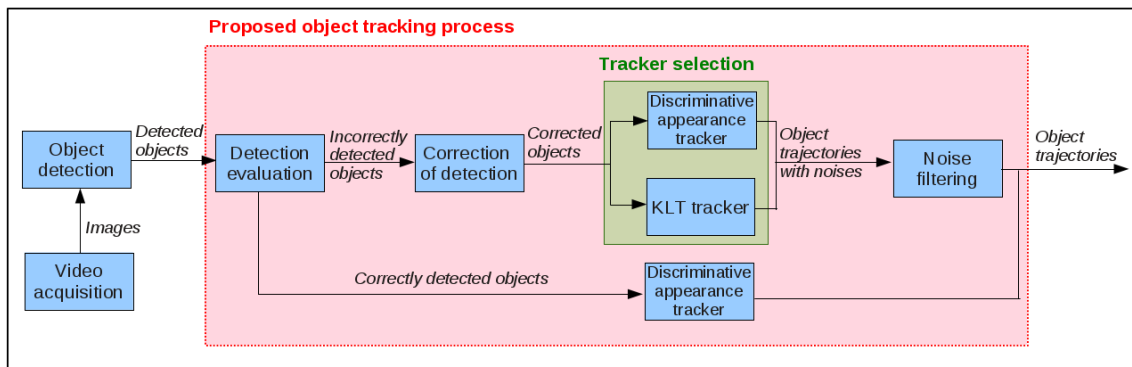 Proposed object tracking process
Tracker selection
Object
detection
Detected
objects
Images
Video
acquisition
Detection
evaluation
Incorrectly
detected
objects
Correction
of detection
Corrected
objects
Discriminative
appearance
tracker
KLT tracker
Object
trajectories
with noises
Noise
filtering
Object
trajectories
Correctly detected objects
Discriminative
appearance
tracker